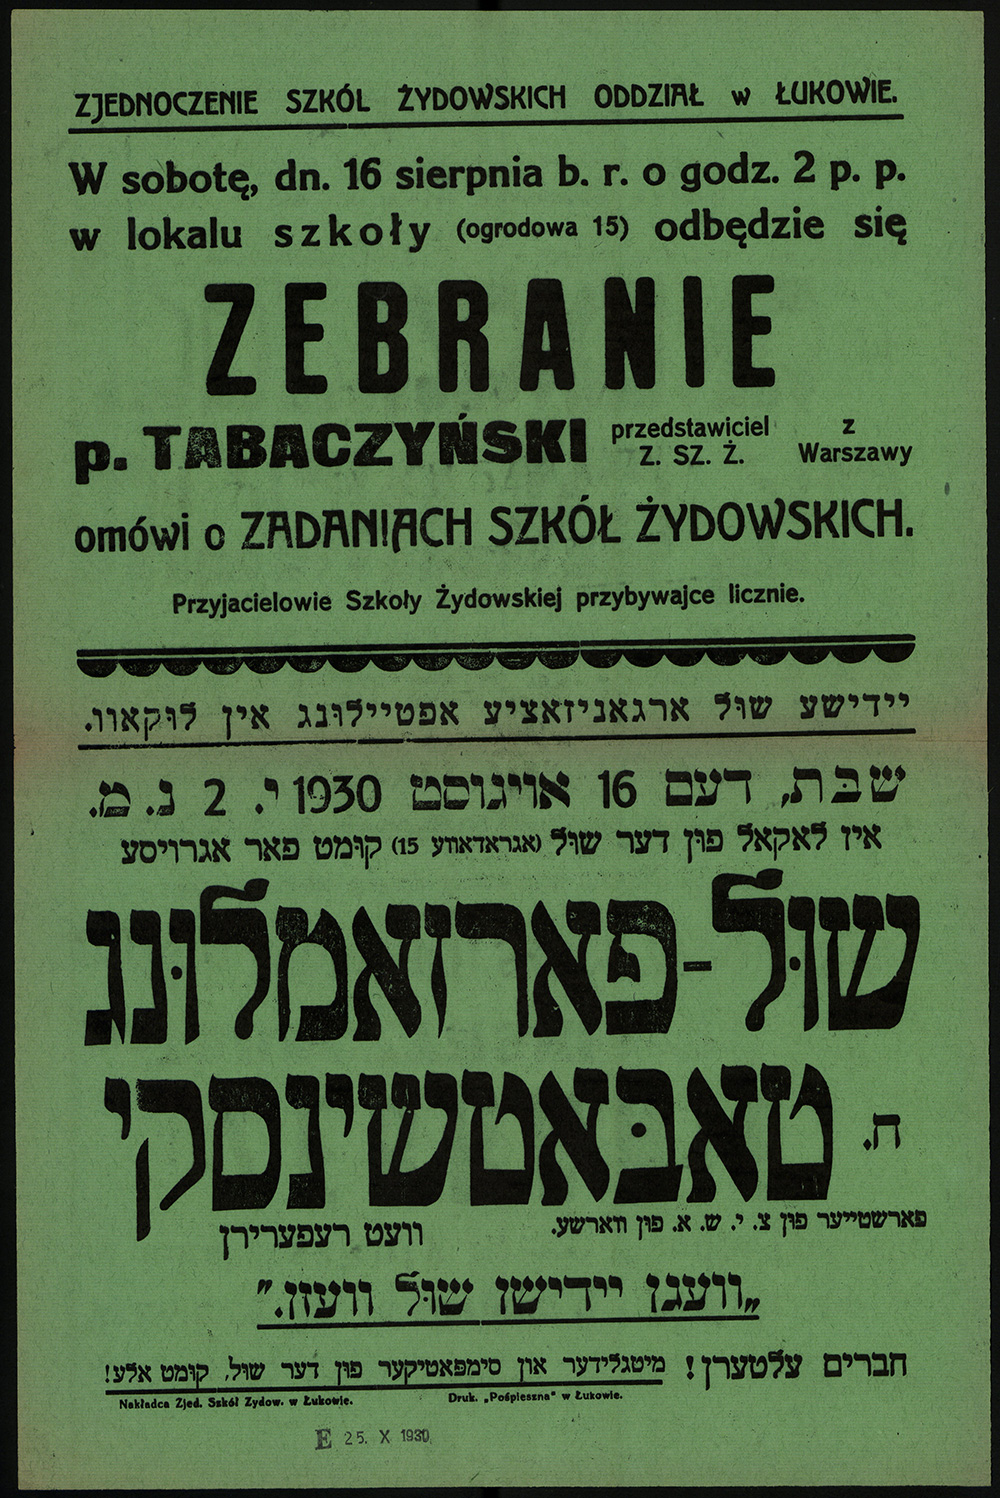 ZJEDNOCZENIE SZKÓL ŻYDOWSKICH ODDZIAŁ w ŁUKOWIE.
W sobotę, dn. 16 sierpnia b. r. o godz. 2 p. p.
w lokalu szkoły (ogrodowa 15) odbędzie się
ZEBRANIE
p. TABACZYŃSKI przedstawiciel Z. SZ. Ż. z Warszawy
omówi o ZADANIACH SZKÓŁ ŻYDOWSKICH.
Przyjacielowie Szkoły Żydowskiej przybywajce licznie.
יידישע שול ארגאניזאציע אפטיילונג אין לוקאוו.
שבת, דעם 16 אויגוסט 1930 י. 2 נ. מ.
אין לאקאל פון דער שול (אגראדאווע 15) קומט פאר אגרויסע
שול-פארזאמלונג
ה. טאבאטשינסקי
פארשטייער פון צ. י. ש. א. פון ווארשע. וועט רעפערירן
„וועגן יידישן שול וועזן."
חברים עלטערן! מיטגלידער און סימפאטיקער פון דער שול, קומט אלע!
Nakładca Zjed. Szkół Zydow. w Łukowie. Druk. „Pośpieszna" w Łukowie.
E 25. X 1930